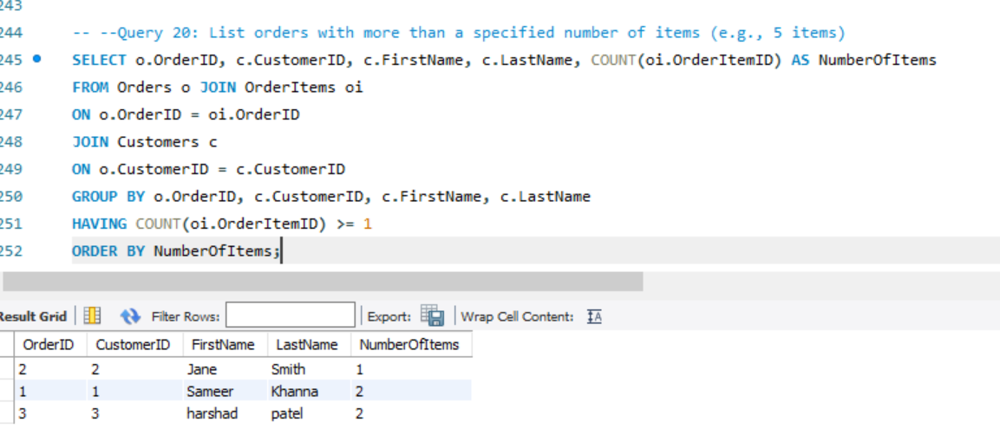 243
244 -- --Query 20: List orders with more than a specified number of items (e.g., 5 items)
245 SELECT o.OrderID, c.CustomerID, c.FirstName, c.LastName, COUNT(oi.OrderItemID) AS NumberOfItems
246 FROM Orders o JOIN OrderItems oi
247 ON o.OrderID = oi.OrderID
248 JOIN Customers c
249 ON o.CustomerID = c.CustomerID
250 GROUP BY o.OrderID, c.CustomerID, c.FirstName, c.LastName
251 HAVING COUNT(oi.OrderItemID) >= 1
252 ORDER BY NumberOfItems;
Result Grid Filter Rows: Export: Wrap Cell Content: IA
OrderID CustomerID FirstName LastName NumberOfItems
2 2 Jane Smith 1
1 1 Sameer Khanna 2
3 3 harshad patel 2